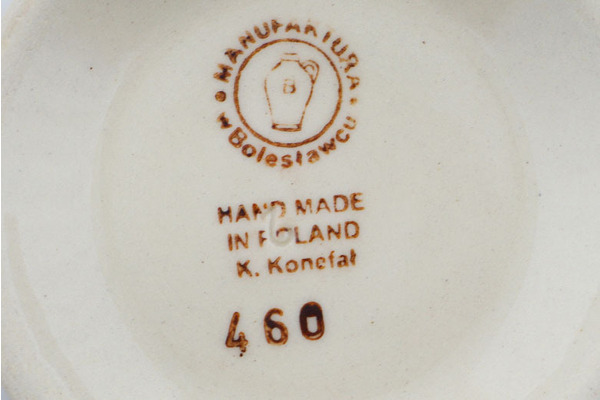 MANUFAKTURA
w Bolesławcu
B
HAND MADE
IN POLAND
K. Konefał
460